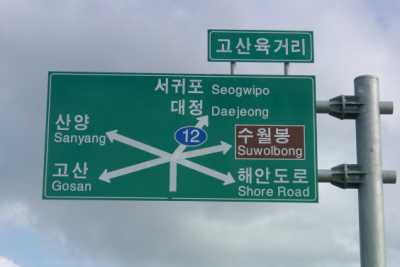 고산육거리
서귀포 Seogwipo
대정 Daejeong
산양
Sanyang
12
수월봉
Suwolbong
고산
Gosan
해안도로
Shore Road